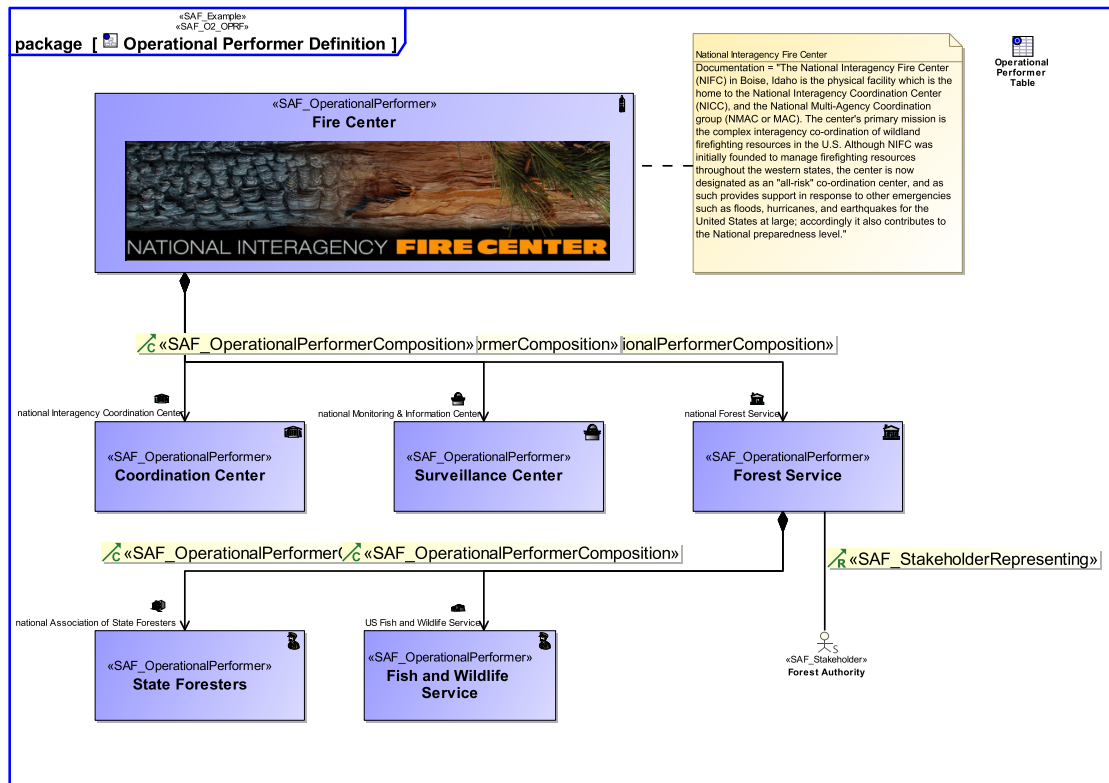 «SAF_Example»
«SAF_O2_OPRF»
package [ Operational Performer Definition ]
National Interagency Fire Center
Documentation = "The National Interagency Fire Center
(NIFC) in Boise, Idaho is the physical facility which is the
home to the National Interagency Coordination Center
(NICC), and the National Multi-Agency Coordination
group (NMAC or MAC). The center's primary mission is
the complex interagency co-ordination of wildland
firefighting resources in the U.S. Although NIFC was
initially founded to manage firefighting resources
throughout the western states, the center is now
designated as an "all-risk" co-ordination center, and as
such provides support in response to other emergencies
such as floods, hurricanes, and earthquakes for the
United States at large; accordingly it also contributes to
the National preparedness level."
Operational
Performer
Table
«SAF_OperationalPerformer»
Fire Center
NATIONAL INTERAGENCY FIRE CENTER
C «SAF_OperationalPerformerComposition» ormerComposition» ionalPerformerComposition»
national Interagency Coordination Center
national Monitoring & Information Center
national Forest Service
«SAF_OperationalPerformer»
Coordination Center
«SAF_OperationalPerformer»
Surveillance Center
«SAF_OperationalPerformer»
Forest Service
C «SAF_OperationalPerformer C «SAF_OperationalPerformerComposition»
R «SAF_StakeholderRepresenting»
national Association of State Foresters
US Fish and Wildlife Service
«SAF_OperationalPerformer»
State Foresters
«SAF_OperationalPerformer»
Fish and Wildlife
Service
S
«SAF_Stakeholder»
Forest Authority